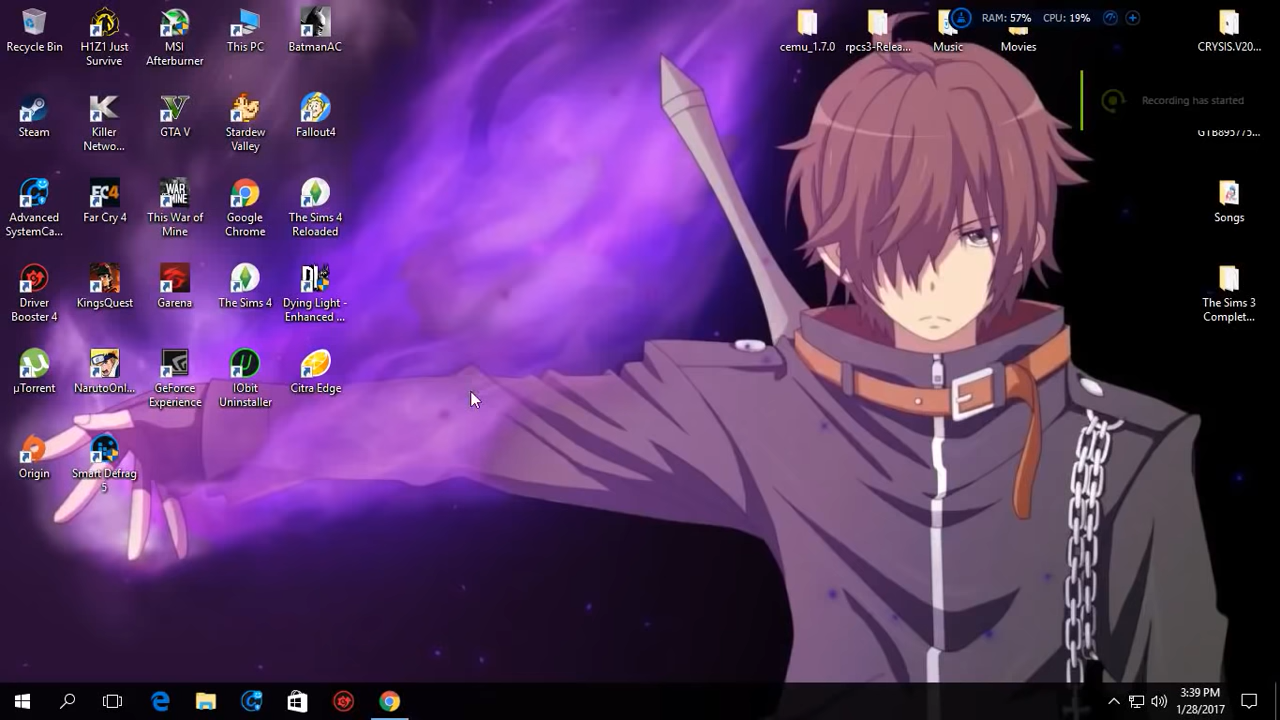 RAM: 57% CPU: 19%
Recording has started
Recycle Bin
H1Z1 Just
Survive
MSI
Afterburner
This PC
BatmanAC
cemu_1.7.0
rpcs3-Relea...
Music
Movies
CRYSIS.V20...
Steam
Killer
Netwo...
GTA V
Stardew
Valley
Fallout4
GTB895775...
Advanced
SystemCa...
EC4
Far Cry 4
This War of
Mine
Google
Chrome
The Sims 4
Reloaded
Songs
Driver
Booster 4
KingsQuest
Garena
The Sims 4
Dying Light -
Enhanced ...
The Sims 3
Complet...
µTorrent
NarutoOnl...
GeForce
Experience
IObit
Uninstaller
Citra Edge
Origin
Smart Defrag
5
3:39 PM
1/28/2017